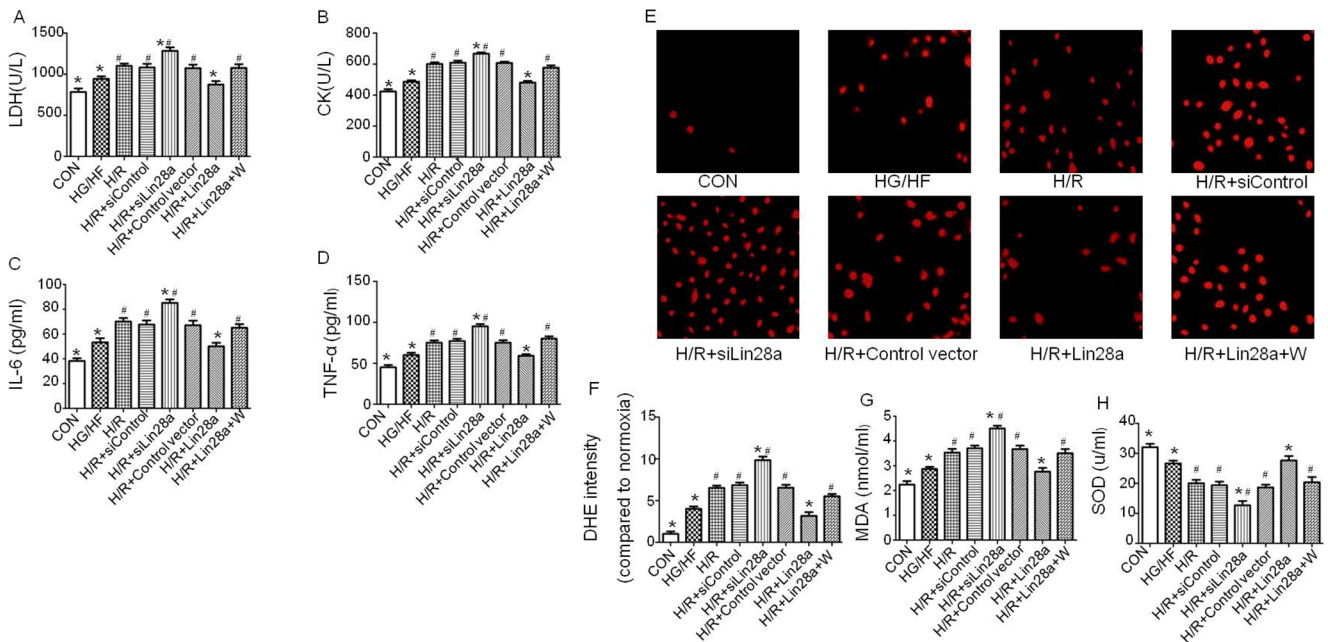 A
LDH(U/L)
1500
1000
500
0
* * # # *# # * #
CON
HG/HF
H/R
H/R+siControl
H/R+siLin28a
H/R+Control vector
H/R+Lin28a
H/R+Lin28a+W
B
CK(U/L)
800
600
400
200
0
* * # # *# # * #
CON
HG/HF
H/R
H/R+siControl
H/R+siLin28a
H/R+Control vector
H/R+Lin28a
H/R+Lin28a+W
C
IL-6 (pg/ml)
100
80
60
40
20
0
* * # # *# # * #
CON
HG/HF
H/R
H/R+siControl
H/R+siLin28a
H/R+Control vector
H/R+Lin28a
H/R+Lin28a+W
D
TNF-α (pg/ml)
150
100
50
0
* * # # *# # * #
CON
HG/HF
H/R
H/R+siControl
H/R+siLin28a
H/R+Control vector
H/R+Lin28a
H/R+Lin28a+W
E
CON
HG/HF
H/R
H/R+siControl
H/R+siLin28a
H/R+Control vector
H/R+Lin28a
H/R+Lin28a+W
F
DHE intensity
(compared to normoxia)
15
10
5
0
* * # # *# # * #
CON
HG/HF
H/R
H/R+siControl
H/R+siLin28a
H/R+Control vector
H/R+Lin28a
H/R+Lin28a+W
G
MDA (nmol/ml)
5
4
3
2
1
0
* * # # *# # * #
CON
HG/HF
H/R
H/R+siControl
H/R+siLin28a
H/R+Control vector
H/R+Lin28a
H/R+Lin28a+W
H
SOD (u/ml)
40
30
20
10
0
* * # # *# # * #
CON
HG/HF
H/R
H/R+siControl
H/R+siLin28a
H/R+Control vector
H/R+Lin28a
H/R+Lin28a+W